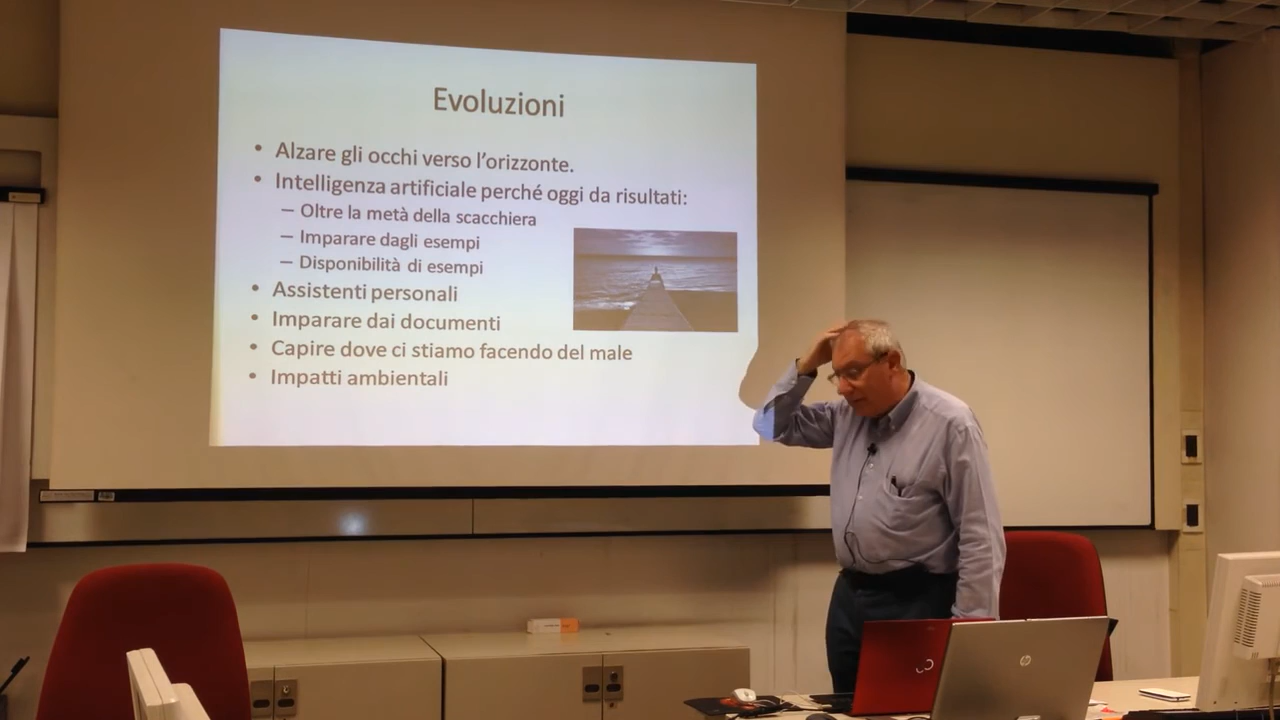 Evoluzioni
• Alzare gli occhi verso l'orizzonte.
• Intelligenza artificiale perché oggi da risultati:
– Oltre la metà della scacchiera
– Imparare dagli esempi
– Disponibilità di esempi
• Assistenti personali
• Imparare dai documenti
• Capire dove ci stiamo facendo del male
• Impatti ambientali
hp